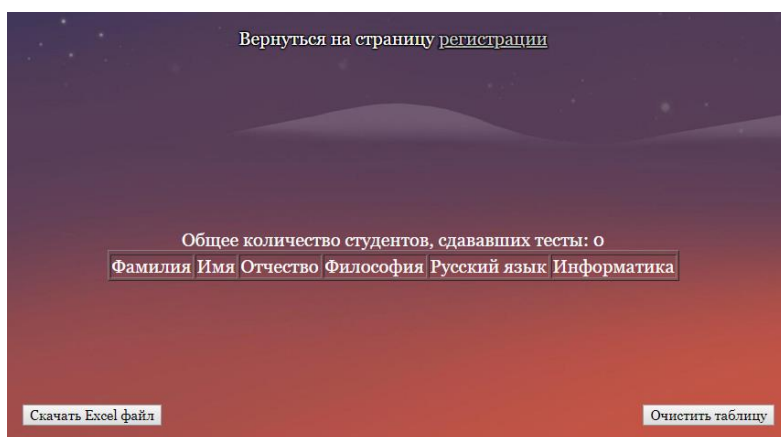 Вернуться на страницу регистрации
Общее количество студентов, сдававших тесты: 0
Фамилия Имя Отчество Философия Русский язык Информатика
Скачать Excel файл Очистить таблицу